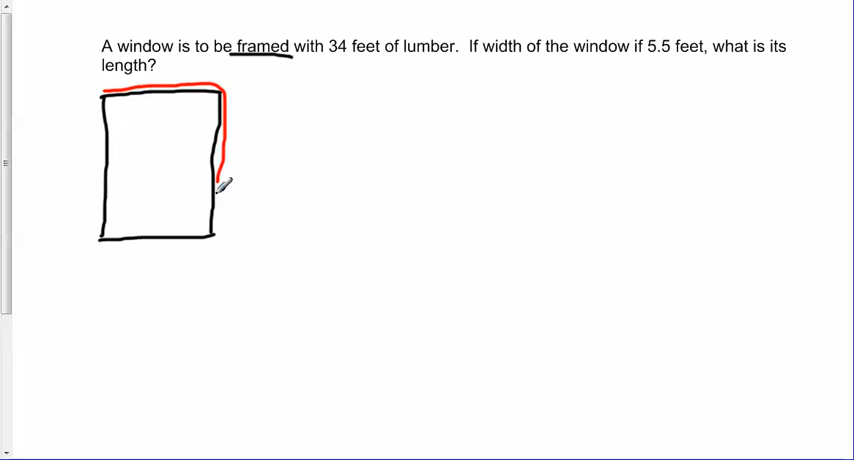 A window is to be framed with 34 feet of lumber.  If width of the window if 5.5 feet, what is its
length?